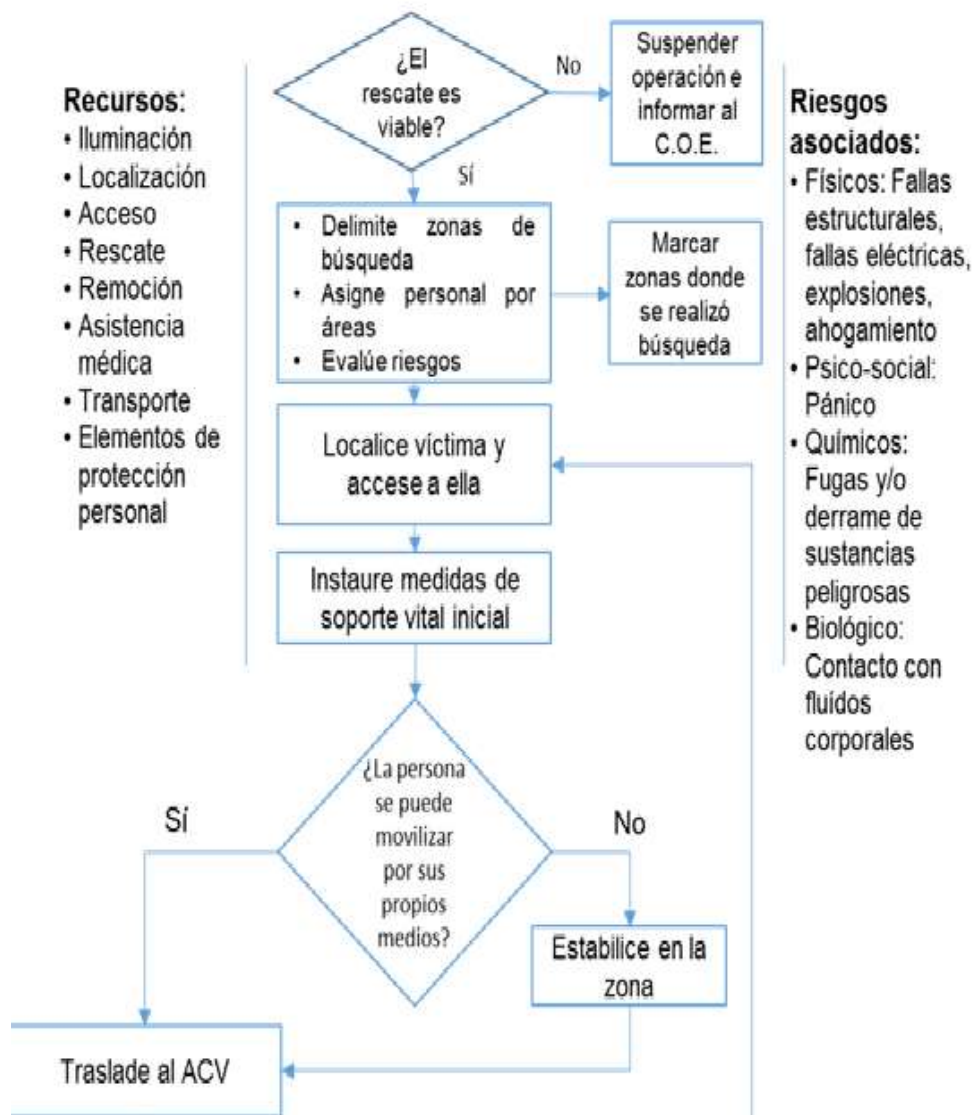 ¿El
rescate es
viable?
No
Suspender
operación e
informar al
C.O.E.
Sí
Recursos:
• Iluminación
• Localización
• Acceso
• Rescate
• Remoción
• Asistencia
médica
• Transporte
• Elementos de
protección
personal
• Delimite zonas de
búsqueda
• Asigne personal por
áreas
• Evalúe riesgos
Marcar
zonas donde
se realizó
búsqueda
Riesgos
asociados:
• Físicos: Fallas
estructurales,
fallas eléctricas,
explosiones,
ahogamiento
• Psico-social:
Pánico
• Químicos:
Fugas y/o
derrame de
sustancias
peligrosas
• Biológico:
Contacto con
fluídos
corporales
Localice víctima y
accese a ella
Instaure medidas de
soporte vital inicial
¿La persona
se puede
movilizar
por sus
propios
medios?
Sí
No
Estabilice en la
zona
Traslade al ACV